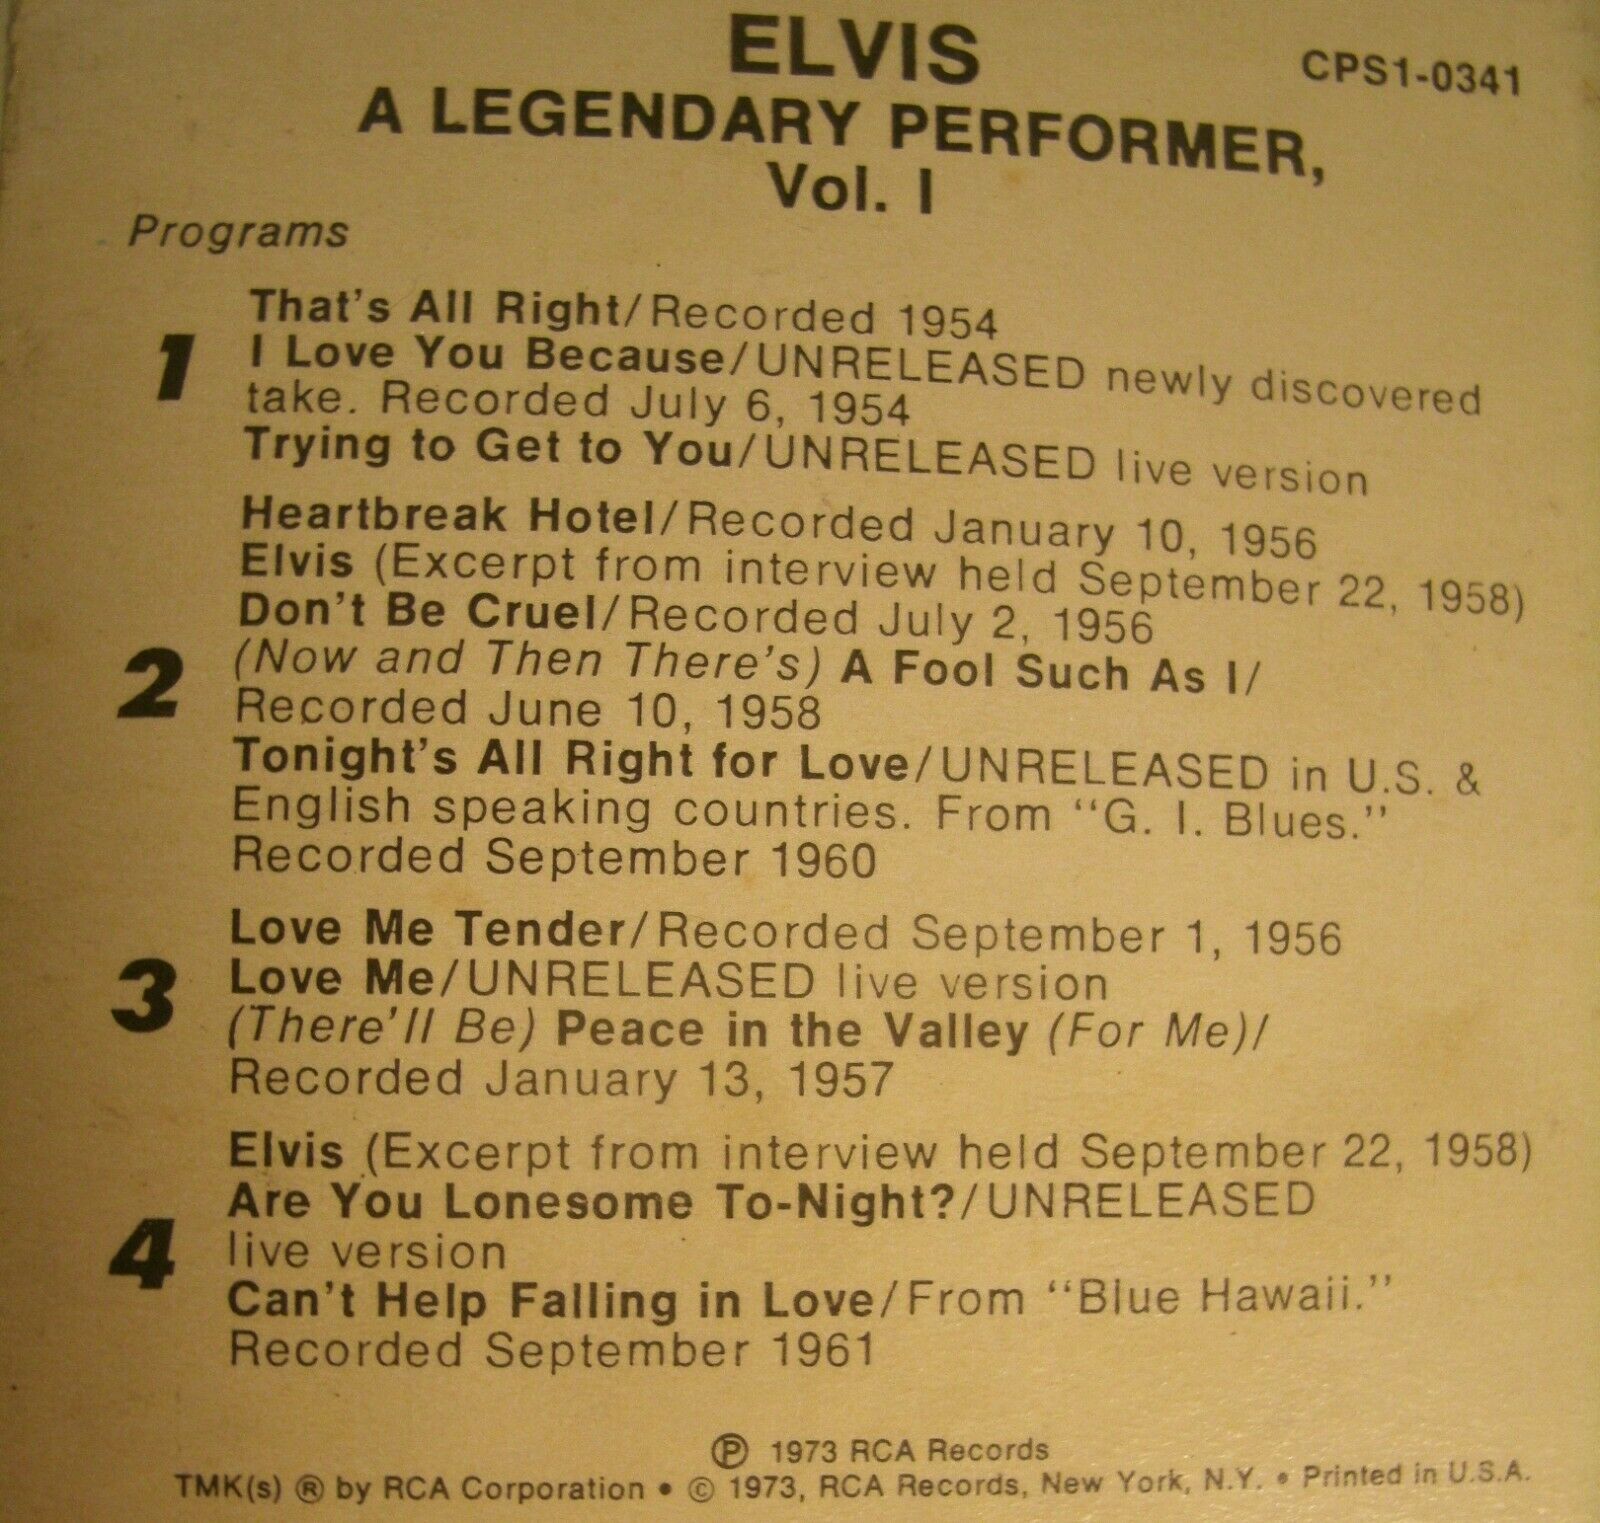 ELVIS
CPS1-0341
A LEGENDARY PERFORMER,
Vol. I
Programs
1
That's All Right/Recorded 1954
I Love You Because/UNRELEASED newly discovered
take. Recorded July 6, 1954
Trying to Get to You/UNRELEASED live version
2
Heartbreak Hotel/Recorded January 10, 1956
Elvis (Excerpt from interview held September 22, 1958)
Don't Be Cruel/Recorded July 2, 1956
(Now and Then There's) A Fool Such As I/
Recorded June 10, 1958
Tonight's All Right for Love/UNRELEASED in U.S. &
English speaking countries. From "G. I. Blues."
Recorded September 1960
3
Love Me Tender/Recorded September 1, 1956
Love Me/UNRELEASED live version
(There'll Be) Peace in the Valley (For Me)/
Recorded January 13, 1957
4
Elvis (Excerpt from interview held September 22, 1958)
Are You Lonesome To-Night?/UNRELEASED
live version
Can't Help Falling in Love/From "Blue Hawaii."
Recorded September 1961
℗ 1973 RCA Records
TMK(s) ® by RCA Corporation • © 1973, RCA Records, New York, N.Y. • Printed in U.S.A.